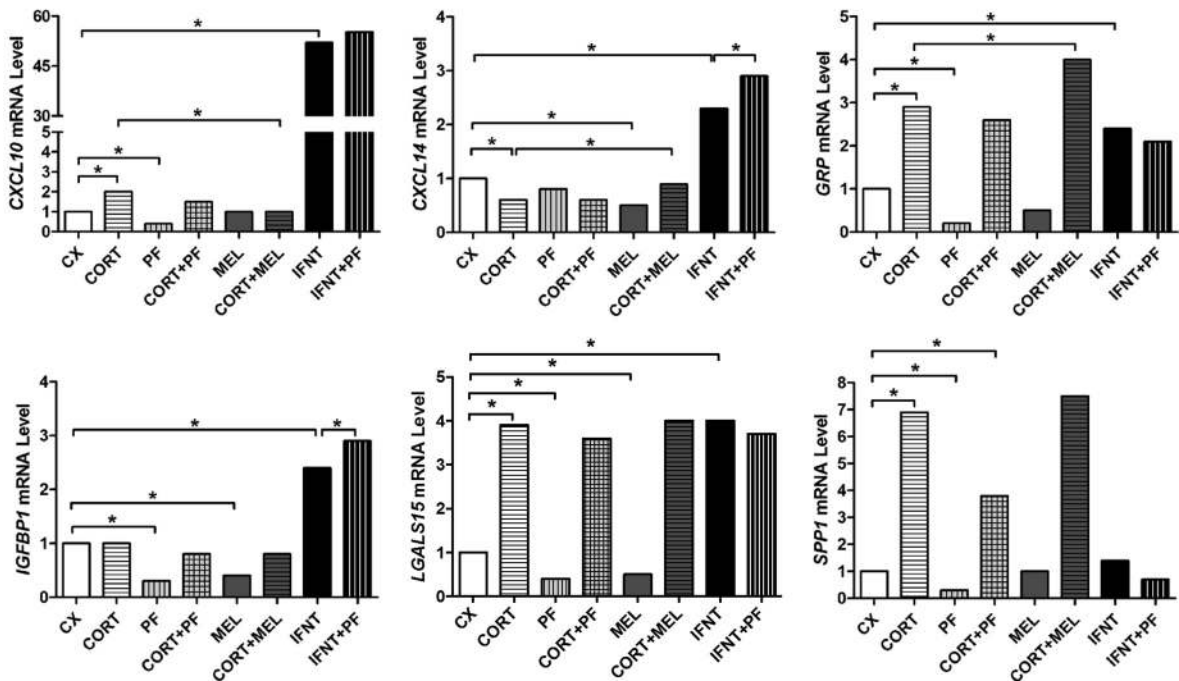 CXCL10 mRNA Level
60
45
30
5
4
3
2
1
0
*
*
*
*
CX
CORT
PF
CORT+PF
MEL
CORT+MEL
IFNT
IFNT+PF
CXCL14 mRNA Level
4
3
2
1
0
*
*
*
*
*
CX
CORT
PF
CORT+PF
MEL
CORT+MEL
IFNT
IFNT+PF
GRP mRNA Level
5
4
3
2
1
0
*
*
*
*
CX
CORT
PF
CORT+PF
MEL
CORT+MEL
IFNT
IFNT+PF
IGFBP1 mRNA Level
4
3
2
1
0
*
*
*
*
CX
CORT
PF
CORT+PF
MEL
CORT+MEL
IFNT
IFNT+PF
LGALS15 mRNA Level
5
4
3
2
1
0
*
*
*
*
CX
CORT
PF
CORT+PF
MEL
CORT+MEL
IFNT
IFNT+PF
SPP1 mRNA Level
8
7
6
5
4
3
2
1
0
*
*
*
CX
CORT
PF
CORT+PF
MEL
CORT+MEL
IFNT
IFNT+PF